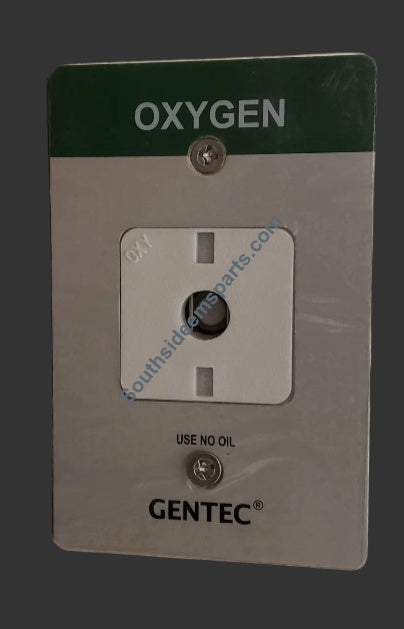 OXYGEN
OXY
Southsideemsparts.com
USE NO OIL
GENTEC®